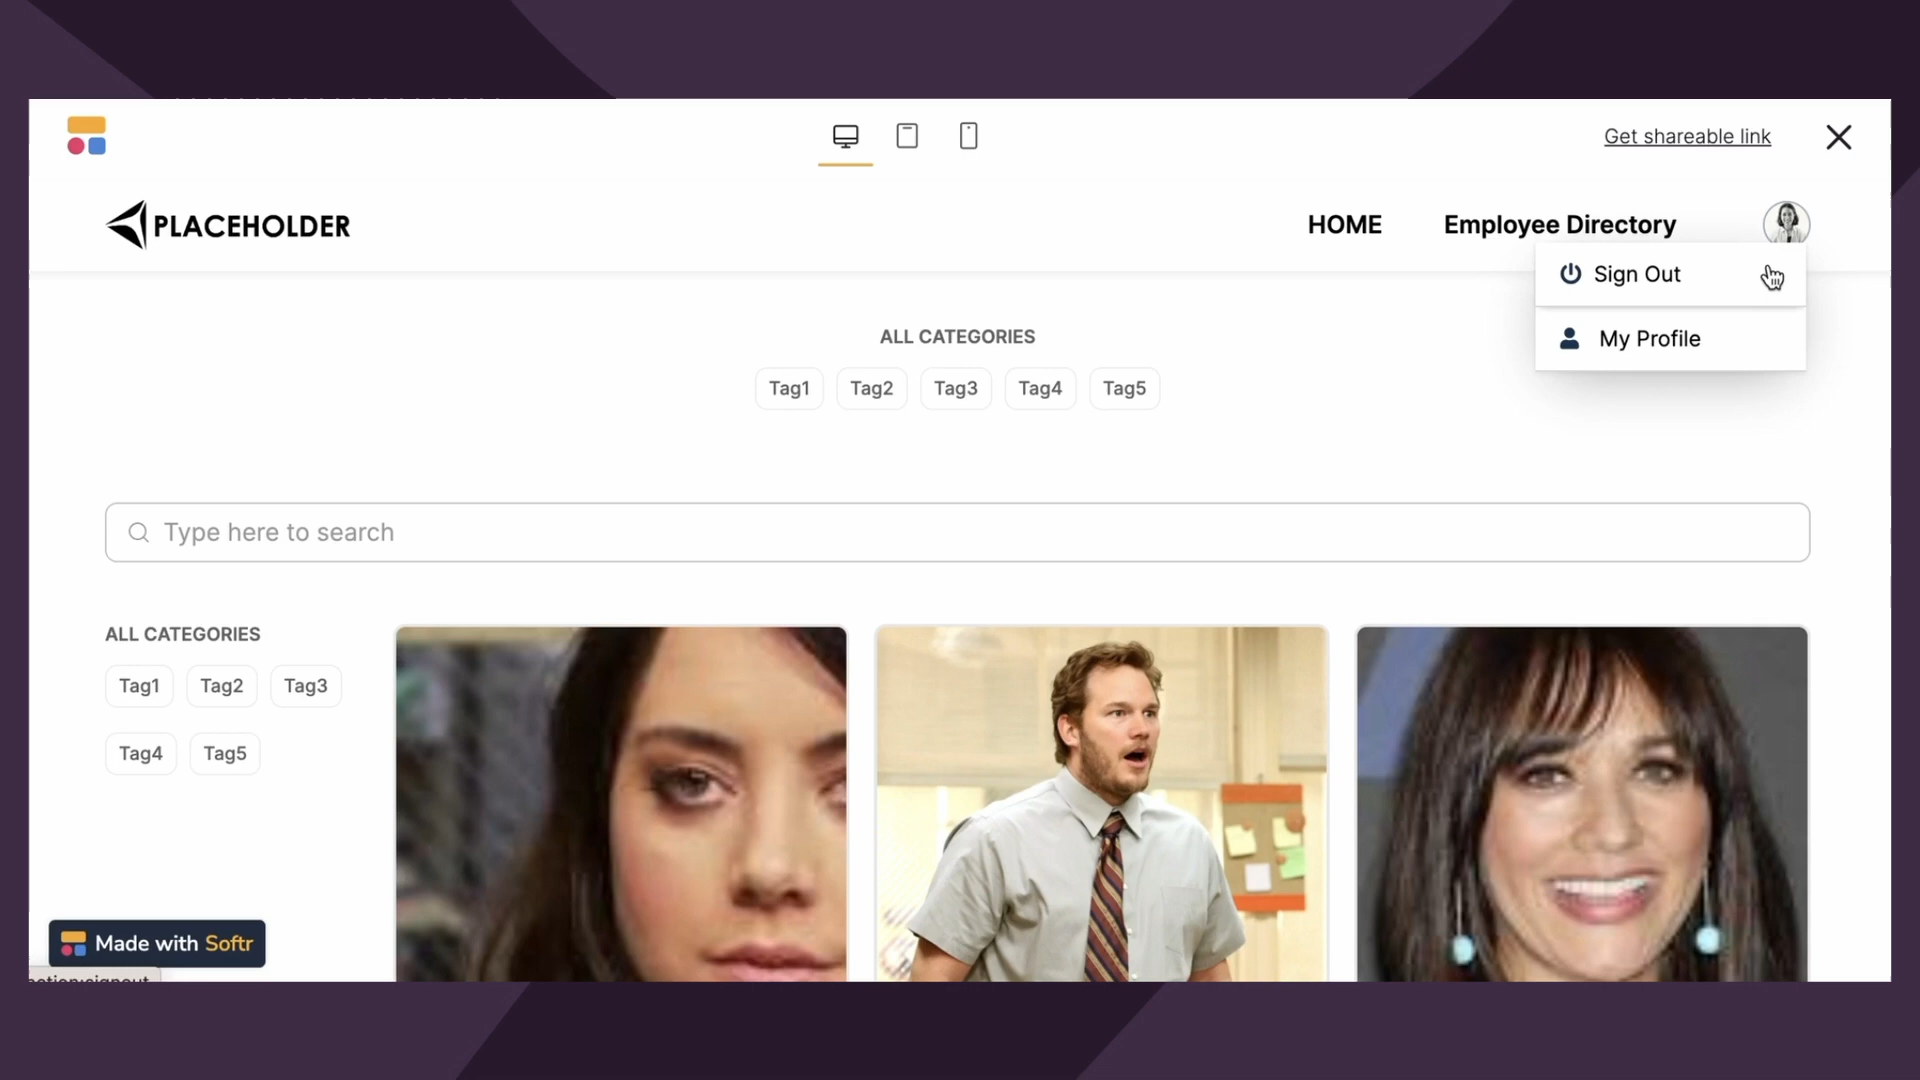 Get shareable link
PLACEHOLDER
HOME
Employee Directory
Sign Out
My Profile
ALL CATEGORIES
Tag1 Tag2 Tag3 Tag4 Tag5
Type here to search
ALL CATEGORIES
Tag1 Tag2 Tag3
Tag4 Tag5
Made with Softr